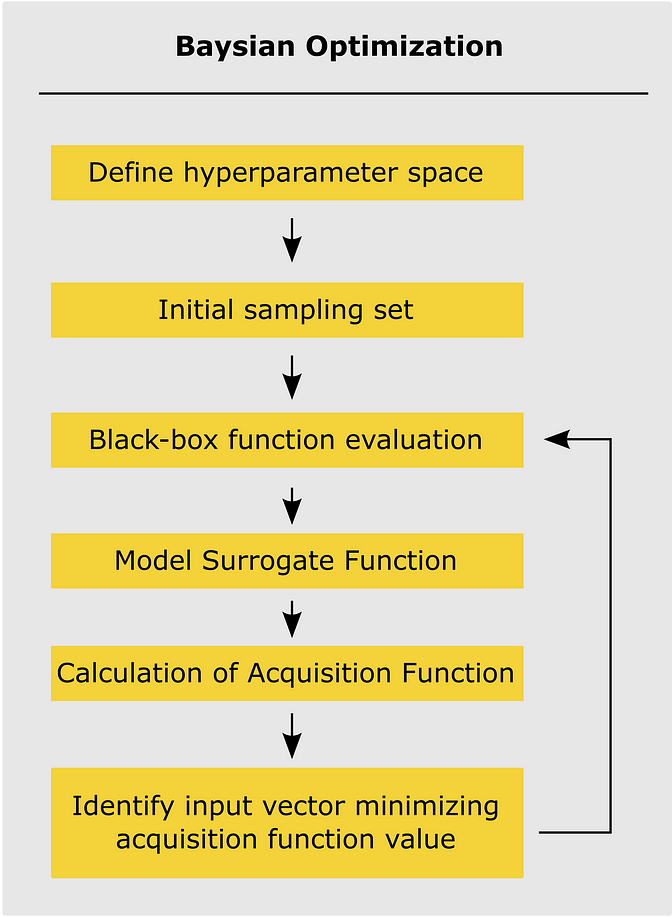 Baysian Optimization
Define hyperparameter space
Initial sampling set
Black-box function evaluation
Model Surrogate Function
Calculation of Acquisition Function
Identify input vector minimizing
acquisition function value